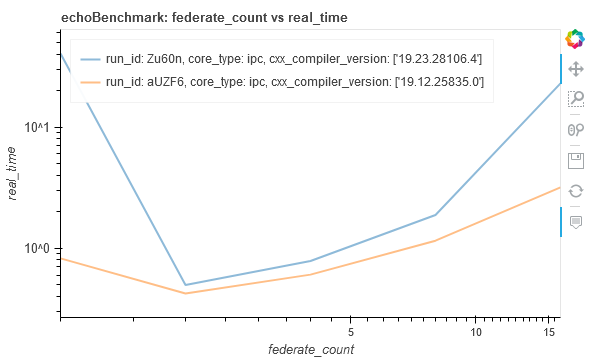 echoBenchmark: federate_count vs real_time
run_id: Zu60n, core_type: ipc, cxx_compiler_version: ['19.23.28106.4']
run_id: aUZF6, core_type: ipc, cxx_compiler_version: ['19.12.25835.0']
10^1
10^0
real_time
5
10
15
federate_count